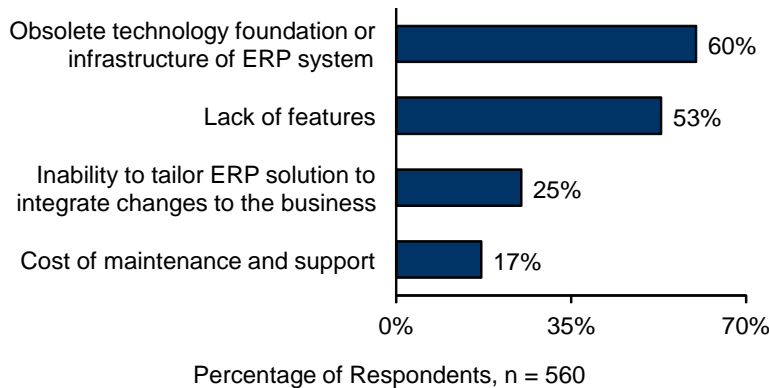 Obsolete technology foundation or
infrastructure of ERP system
60%
Lack of features
53%
Inability to tailor ERP solution to
integrate changes to the business
25%
Cost of maintenance and support
17%
0%
35%
70%
Percentage of Respondents, n = 560